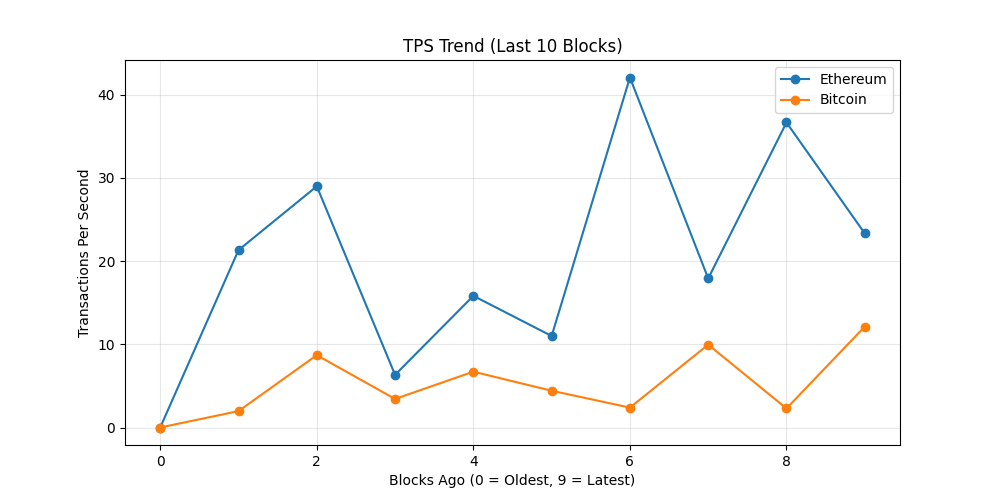 TPS Trend (Last 10 Blocks)
Ethereum
Bitcoin
Transactions Per Second
40
30
20
10
0
0 2 4 6 8
Blocks Ago (0 = Oldest, 9 = Latest)